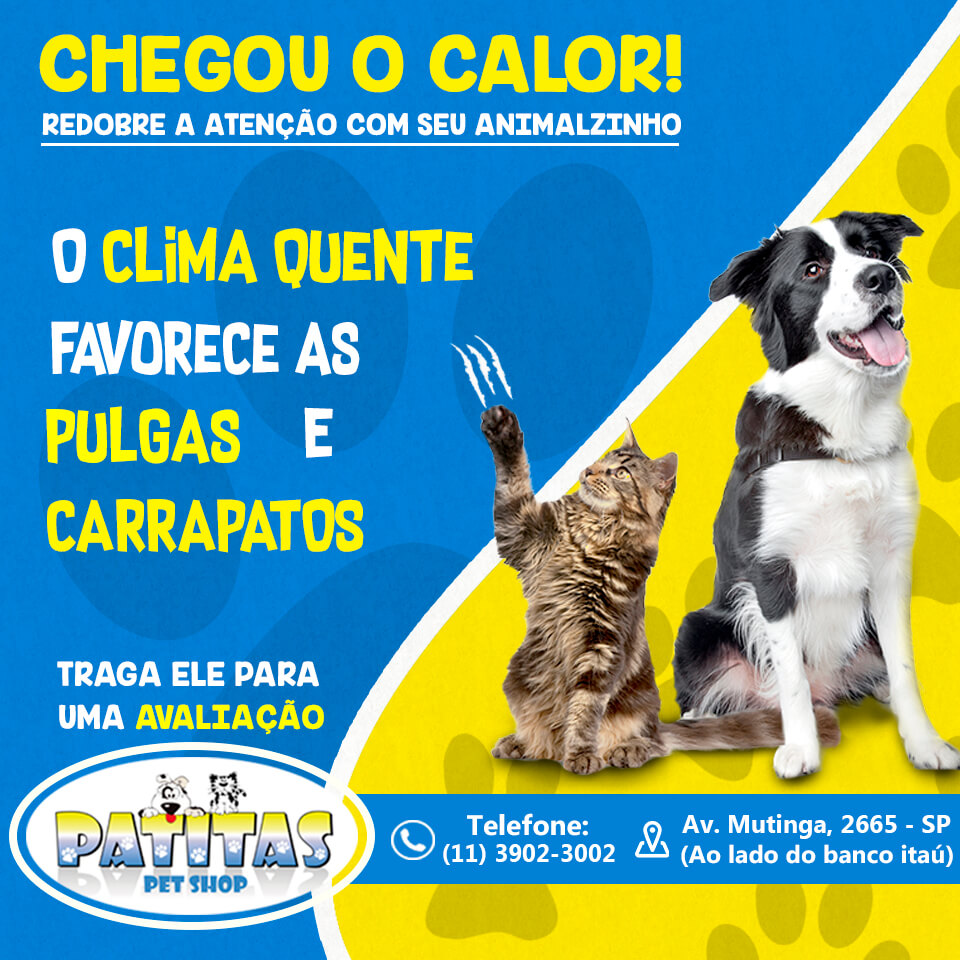 CHEGOU O CALOR!
REDOBRE A ATENÇÃO COM SEU ANIMALZINHO
O CLIMA QUENTE
FAVORECE AS
PULGAS E
CARRAPATOS
TRAGA ELE PARA
UMA AVALIAÇÃO
PATITAS
PET SHOP
Telefone:
(11) 3902-3002
Av. Mutinga, 2665 - SP
(Ao lado do banco itaú)